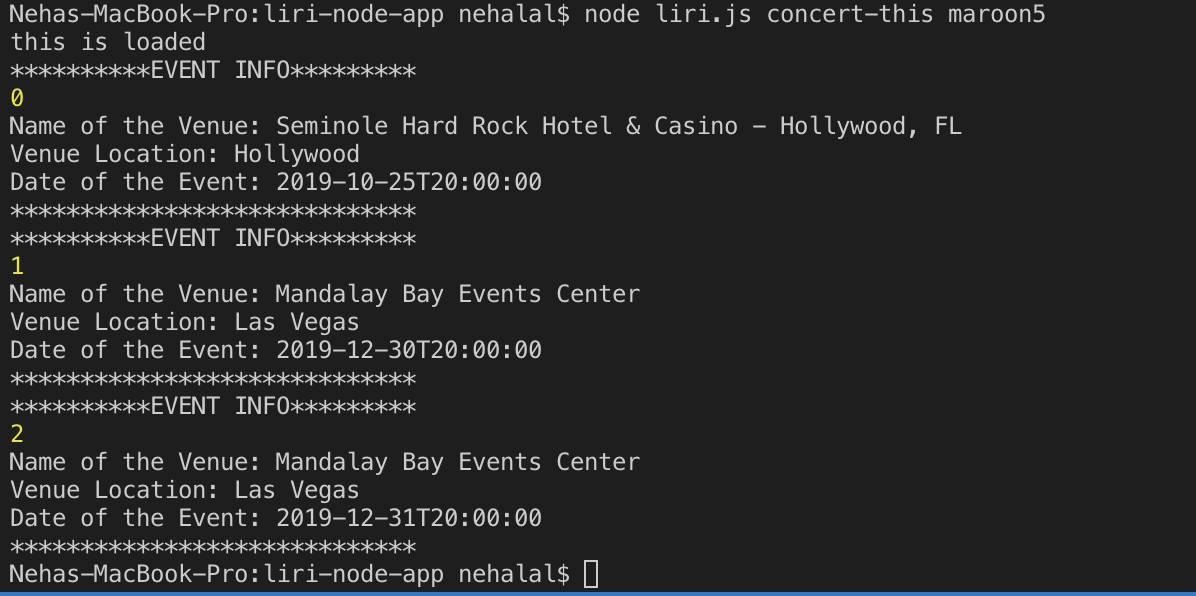 Nehas-MacBook-Pro:liri-node-app nehalal$ node liri.js concert-this maroon5
this is loaded
**********EVENT INFO*********
0
Name of the Venue: Seminole Hard Rock Hotel & Casino - Hollywood, FL
Venue Location: Hollywood
Date of the Event: 2019-10-25T20:00:00
*****************************
**********EVENT INFO*********
1
Name of the Venue: Mandalay Bay Events Center
Venue Location: Las Vegas
Date of the Event: 2019-12-30T20:00:00
*****************************
**********EVENT INFO*********
2
Name of the Venue: Mandalay Bay Events Center
Venue Location: Las Vegas
Date of the Event: 2019-12-31T20:00:00
*****************************
Nehas-MacBook-Pro:liri-node-app nehalal$